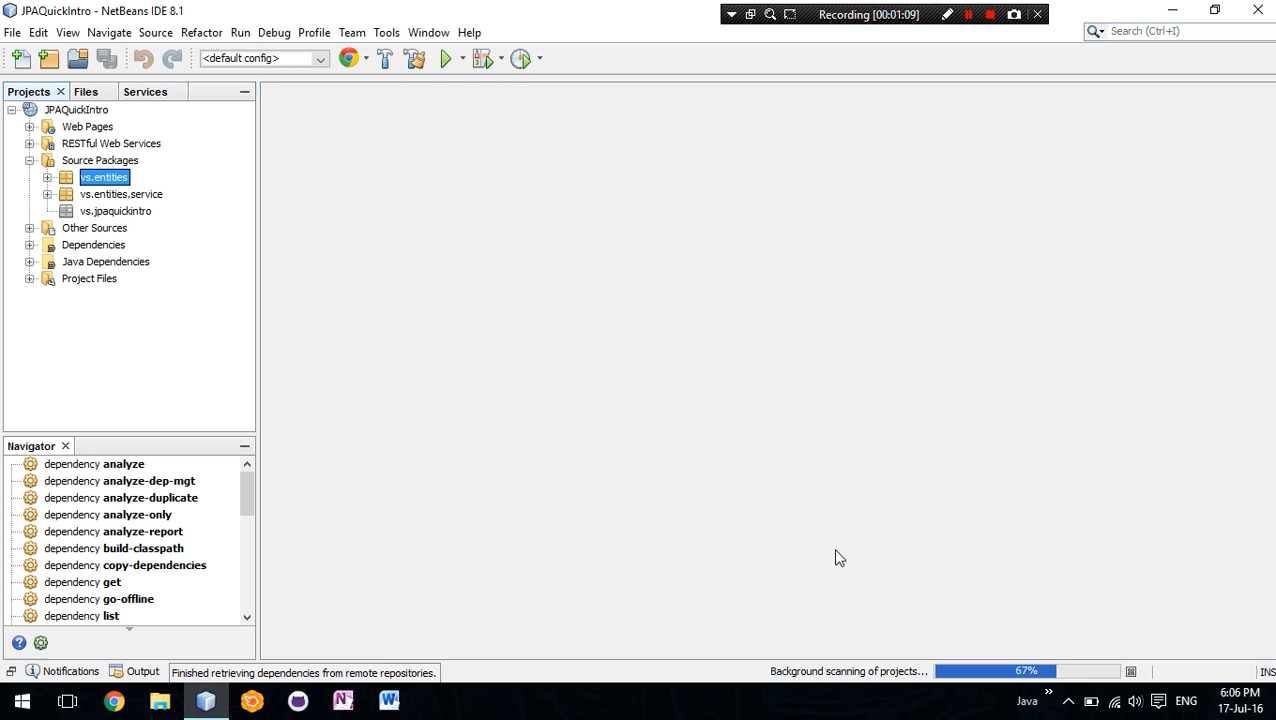 JPAQuickIntro - NetBeans IDE 8.1
Recording [00:01:09]
File Edit View Navigate Source Refactor Run Debug Profile Team Tools Window Help
Search (Ctrl+I)
<default config>
Projects Files Services
JPAQuickIntro
Web Pages
RESTful Web Services
Source Packages
vs.entities
vs.entities.service
vs.jpaquickintro
Other Sources
Dependencies
Java Dependencies
Project Files
Navigator
dependency analyze
dependency analyze-dep-mgt
dependency analyze-duplicate
dependency analyze-only
dependency analyze-report
dependency build-classpath
dependency copy-dependencies
dependency get
dependency go-offline
dependency list
Notifications Output Finished retrieving dependencies from remote repositories. Background scanning of projects... 67% INS
Java ENG 6:06 PM
17-Jul-16